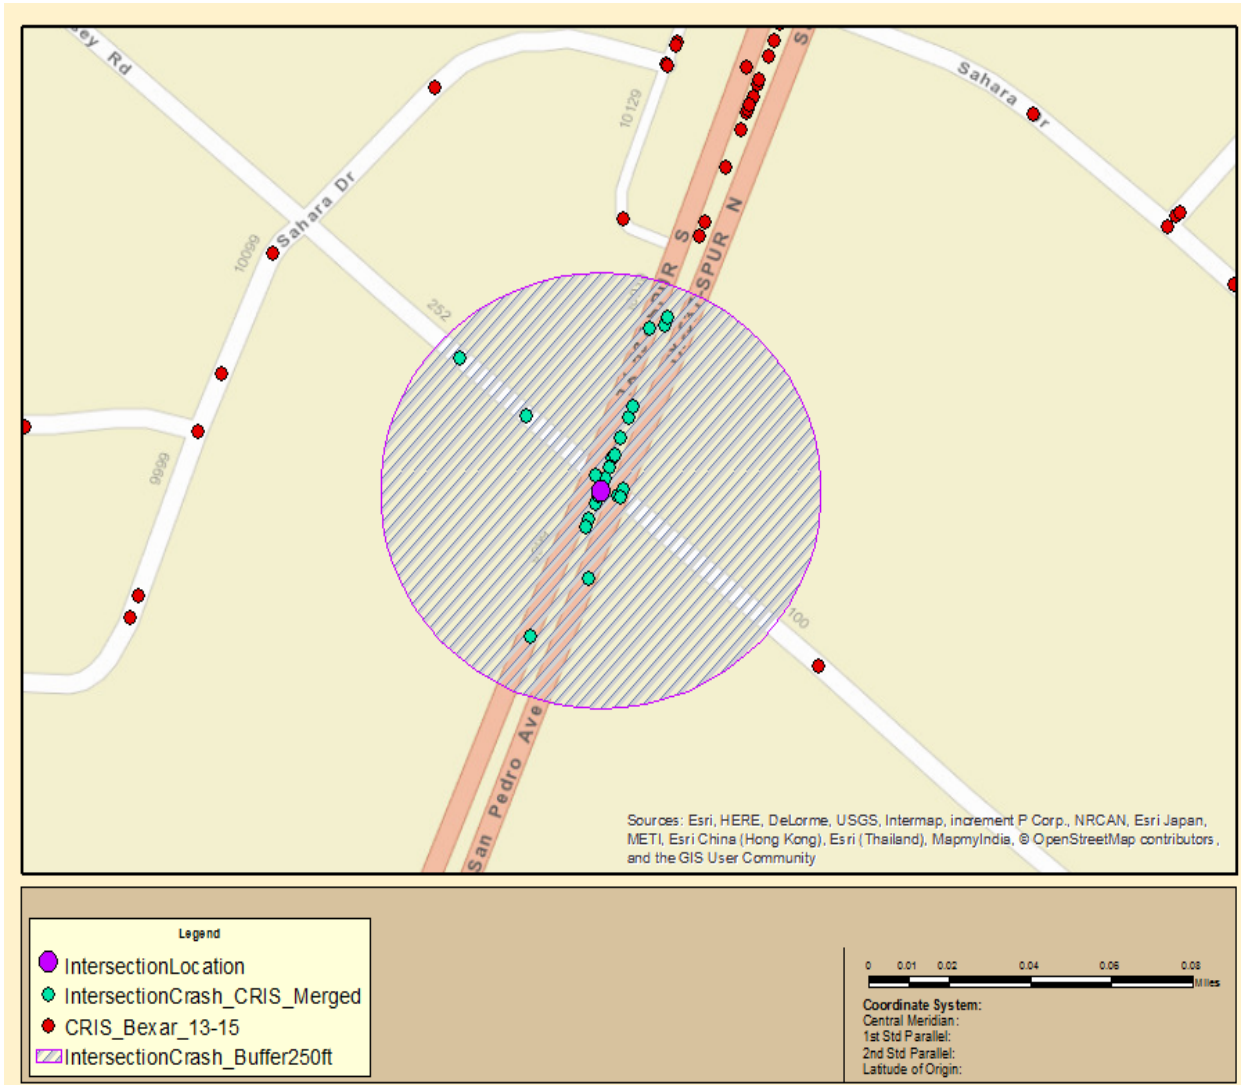 sey Rd
Sahara Dr
10129
S
Sahara Dr
10099
N
S
SPUR
252
9999
100
San Pedro Ave
Sources: Esri, HERE, DeLorme, USGS, Intermap, increment P Corp., NRCAN, Esri Japan,
METI, Esri China (Hong Kong), Esri (Thailand), MapmyIndia, © OpenStreetMap contributors,
and the GIS User Community
Legend
IntersectionLocation
IntersectionCrash_CRIS_Merged
CRIS_Bexar_13-15
IntersectionCrash_Buffer250ft
0 0.01 0.02 0.04 0.06 0.08
Miles
Coordinate System:
Central Meridian:
1st Std Parallel:
2nd Std Parallel:
Latitude of Origin: